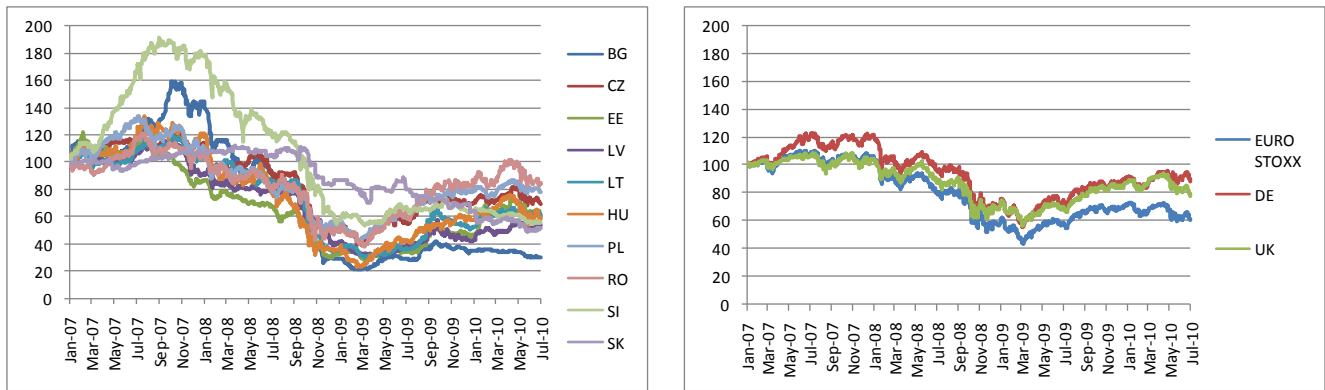 200
180
160
140
120
100
80
60
40
20
0
Jan-07
Mar-07
May-07
Jul-07
Sep-07
Nov-07
Jan-08
Mar-08
May-08
Jul-08
Sep-08
Nov-08
Jan-09
Mar-09
May-09
Jul-09
Sep-09
Nov-09
Jan-10
Mar-10
May-10
Jul-10
BG
CZ
EE
LV
LT
HU
PL
RO
SI
SK
200
180
160
140
120
100
80
60
40
20
0
Jan-07
Mar-07
May-07
Jul-07
Sep-07
Nov-07
Jan-08
Mar-08
May-08
Jul-08
Sep-08
Nov-08
Jan-09
Mar-09
May-09
Jul-09
Sep-09
Nov-09
Jan-10
Mar-10
May-10
Jul-10
EURO
STOXX
DE
UK